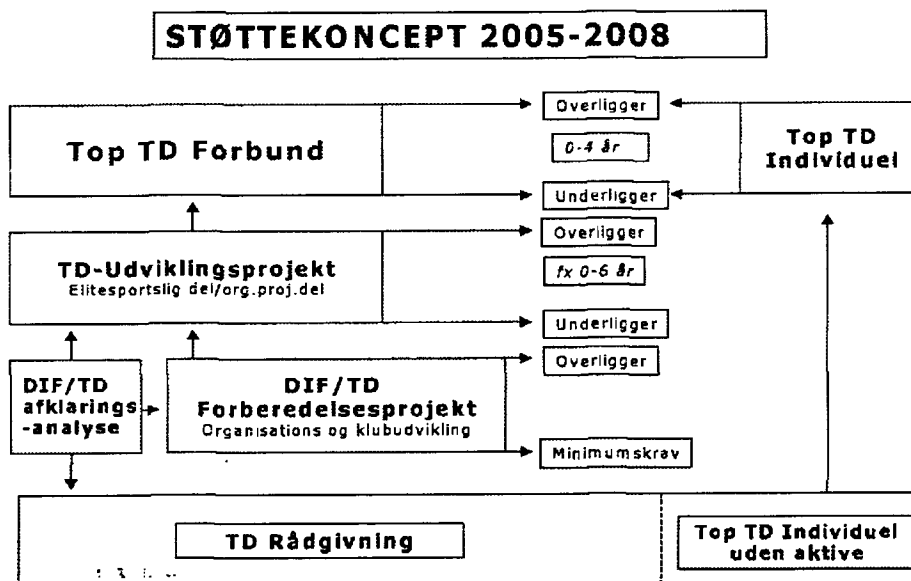 STØTTEKONCEPT 2005-2008
Top TD Forbund
Overligger
0-4 år
Underligger
Top TD
Individuel
TD-Udviklingsprojekt
Elitesportslig del/org.proj.del
Overligger
fx 0-6 år
Underligger
DIF/TD
afklarings
-analyse
DIF/TD
Forberedelsesprojekt
Organisations og klubudvikling
Overligger
Minimumskrav
TD Rådgivning
Top TD Individuel
uden aktive